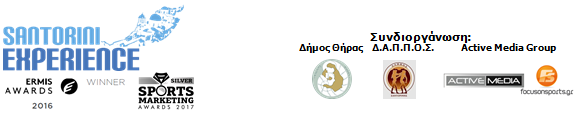 SANTORINI
EXPERIENCE
ERMIS
AWARDS
2016
WINNER
SILVER
SPORTS
MARKETING
AWARDS 2017
Συνδιοργάνωση:
Δήμος Θήρας Δ.Α.Π.Π.Ο.Σ. Active Media Group
ACTIVE MEDIA
focusonsports.gr